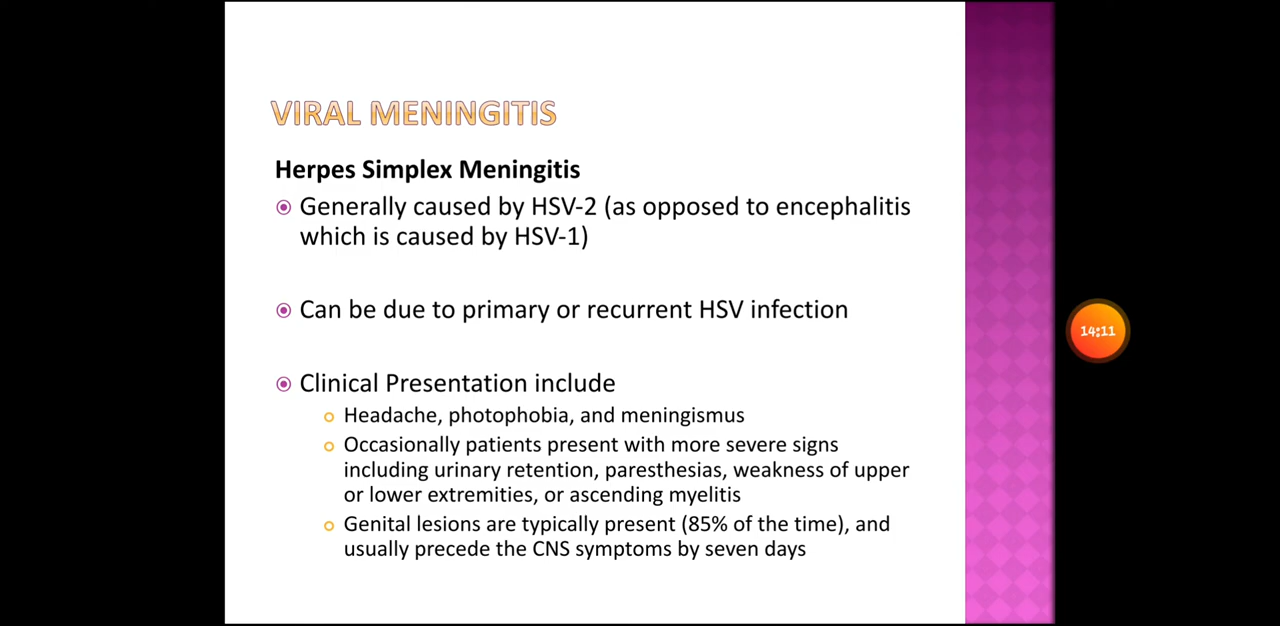 VIRAL MENINGITIS
Herpes Simplex Meningitis
Generally caused by HSV-2 (as opposed to encephalitis
which is caused by HSV-1)
Can be due to primary or recurrent HSV infection
Clinical Presentation include
Headache, photophobia, and meningismus
Occasionally patients present with more severe signs
including urinary retention, paresthesias, weakness of upper
or lower extremities, or ascending myelitis
Genital lesions are typically present (85% of the time), and
usually precede the CNS symptoms by seven days
14:11